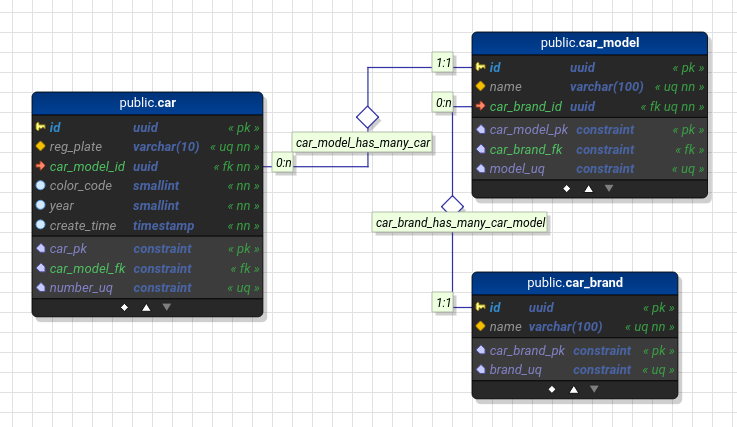 public.car
id uuid « pk »
reg_plate varchar(10) « uq nn »
car_model_id uuid « fk nn »
color_code smallint « nn »
year smallint « nn »
create_time timestamp « nn »
car_pk constraint « pk »
car_model_fk constraint « fk »
number_uq constraint « uq »
0:n
car_model_has_many_car
1:1
public.car_model
id uuid « pk »
name varchar(100) « uq nn »
car_brand_id uuid « fk uq nn »
car_model_pk constraint « pk »
car_brand_fk constraint « fk »
model_uq constraint « uq »
0:n
car_brand_has_many_car_model
1:1
public.car_brand
id uuid « pk »
name varchar(100) « uq nn »
car_brand_pk constraint « pk »
brand_uq constraint « uq »